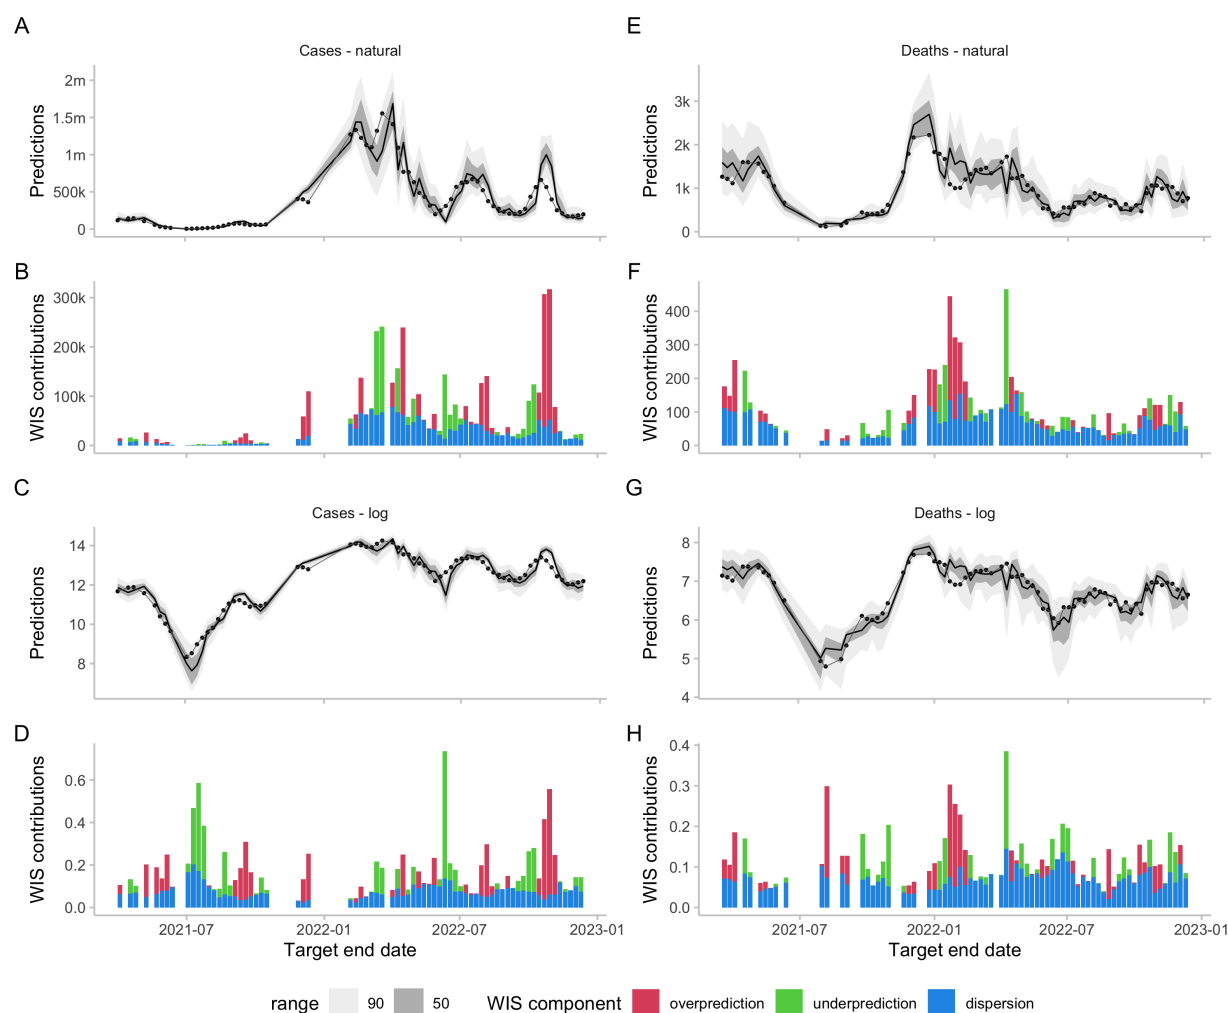 A
Cases - natural
Predictions
2m
1.5m
1m
500k
0
B
WIS contributions
300k
200k
100k
0
C
Cases - log
Predictions
14
12
10
8
D
WIS contributions
0.6
0.4
0.2
0.0
2021-07
2022-01
2022-07
2023-01
Target end date
E
Deaths - natural
Predictions
3k
2k
1k
0
F
WIS contributions
400
300
200
100
0
G
Deaths - log
Predictions
8
7
6
5
4
H
WIS contributions
0.4
0.3
0.2
0.1
0.0
2021-07
2022-01
2022-07
2023-01
Target end date
range 90 50 WIS component overprediction underprediction dispersion